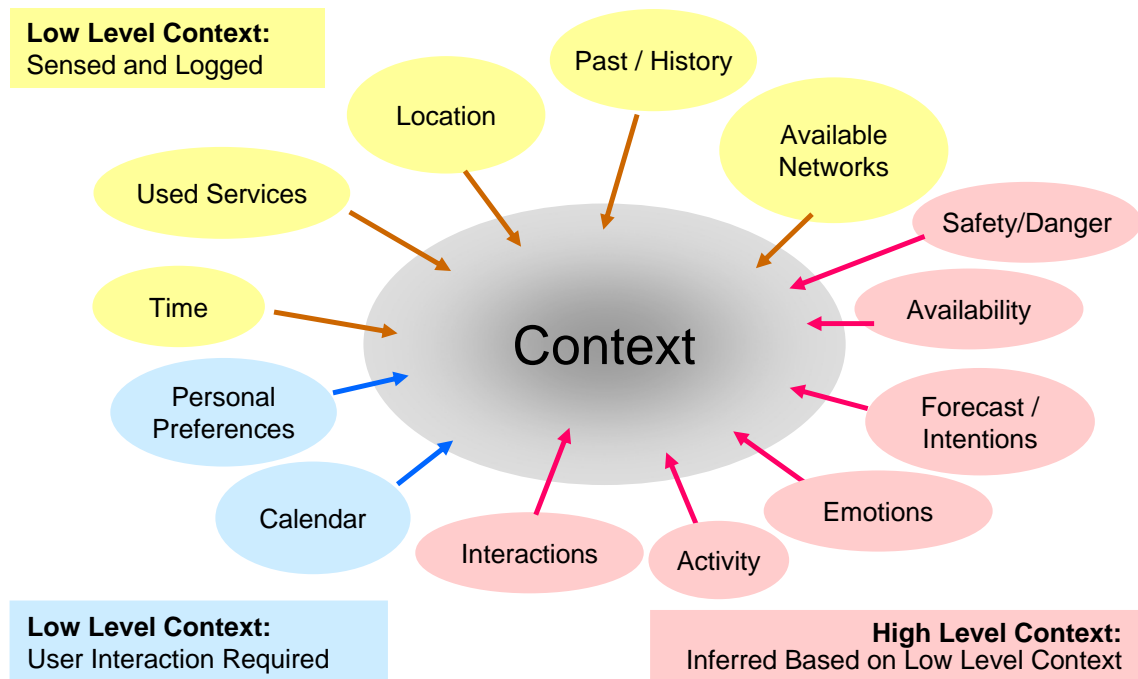 Low Level Context:
Sensed and Logged
Past / History
Location
Available
Networks
Used Services
Safety/Danger
Time
Availability
Context
Personal
Preferences
Forecast /
Intentions
Calendar
Emotions
Interactions
Activity
Low Level Context:
User Interaction Required
High Level Context:
Inferred Based on Low Level Context